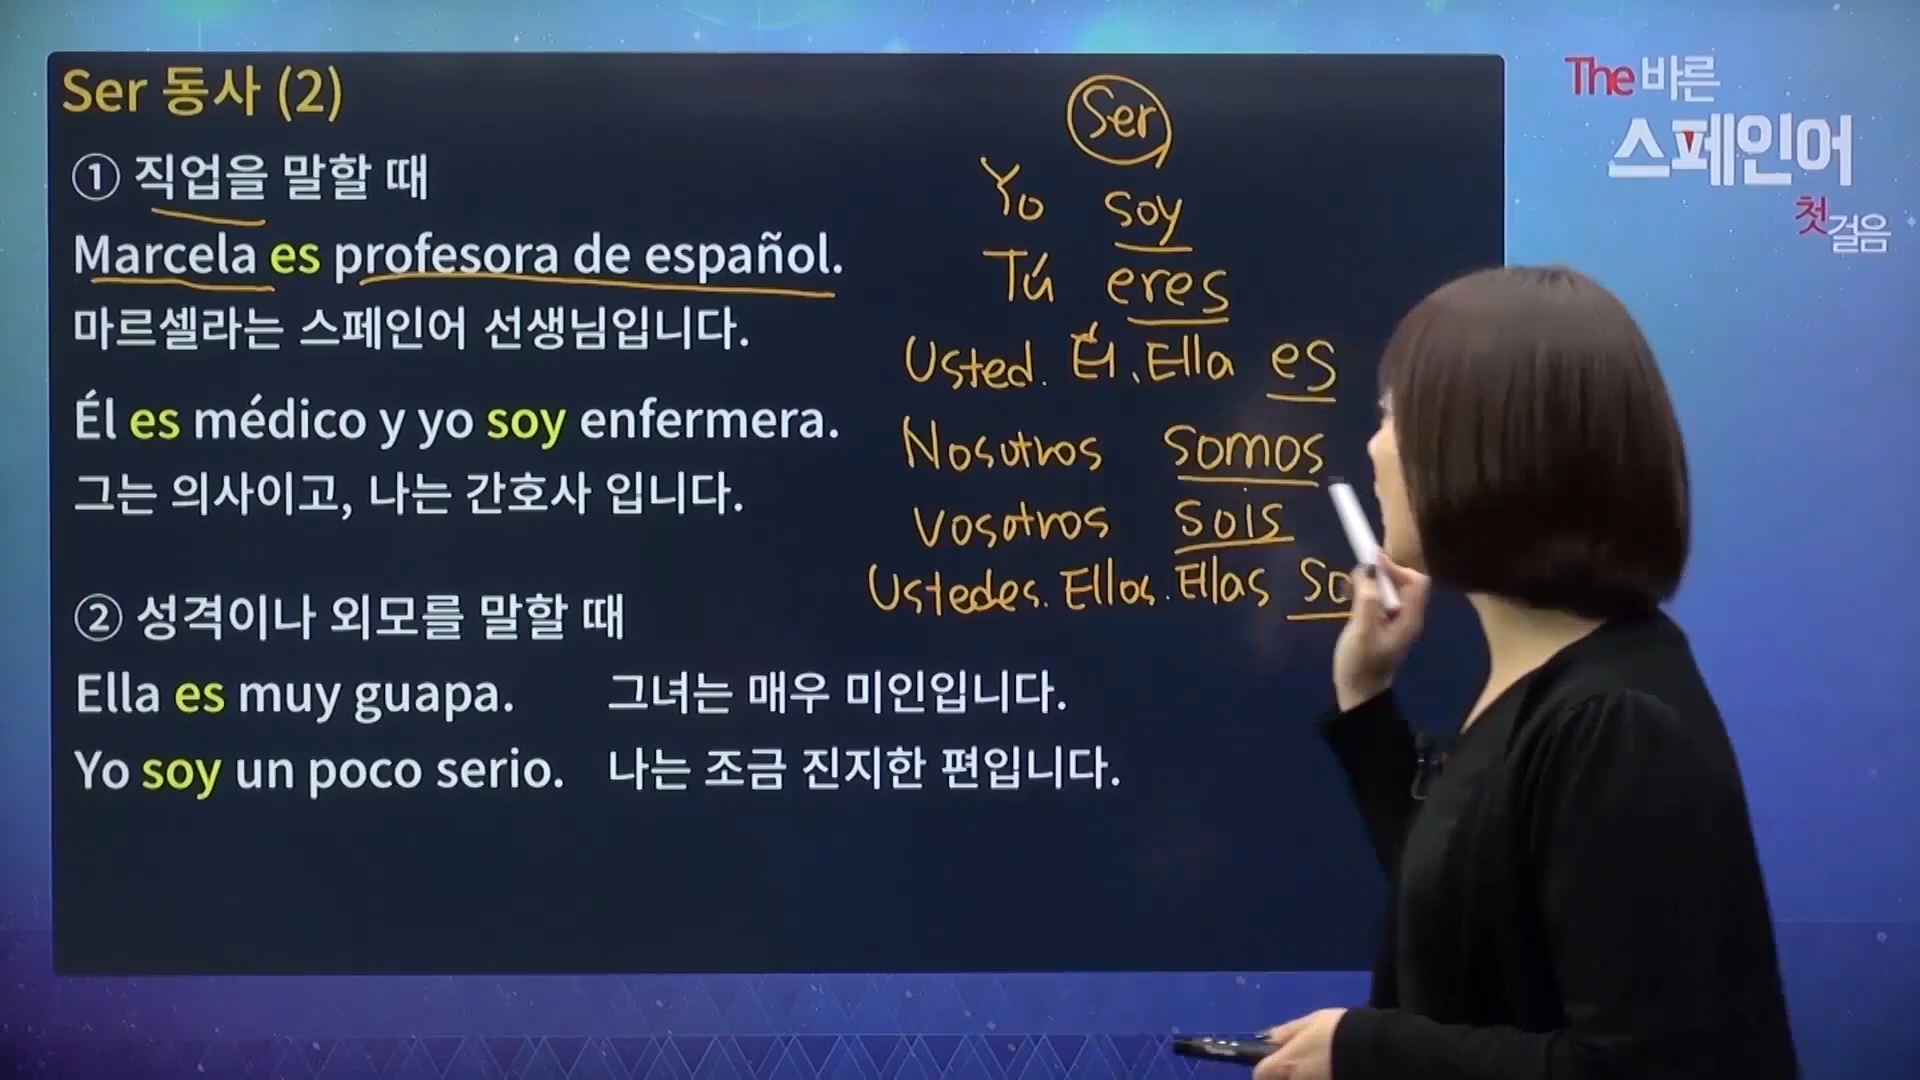 Ser 동사 (2)
① 직업을 말할 때
Marcela es profesora de español.
마르셀라는 스페인어 선생님입니다.
Él es médico y yo soy enfermera.
그는 의사이고, 나는 간호사 입니다.
② 성격이나 외모를 말할 때
Ella es muy guapa. 그녀는 매우 미인입니다.
Yo soy un poco serio. 나는 조금 진지한 편입니다.
Ser
Yo soy
Tú eres
Usted. Él. Ella es
Nosotros somos
Vosotros sois
Ustedes. Ellos. Ellas
The 바른
스페인어
첫걸음